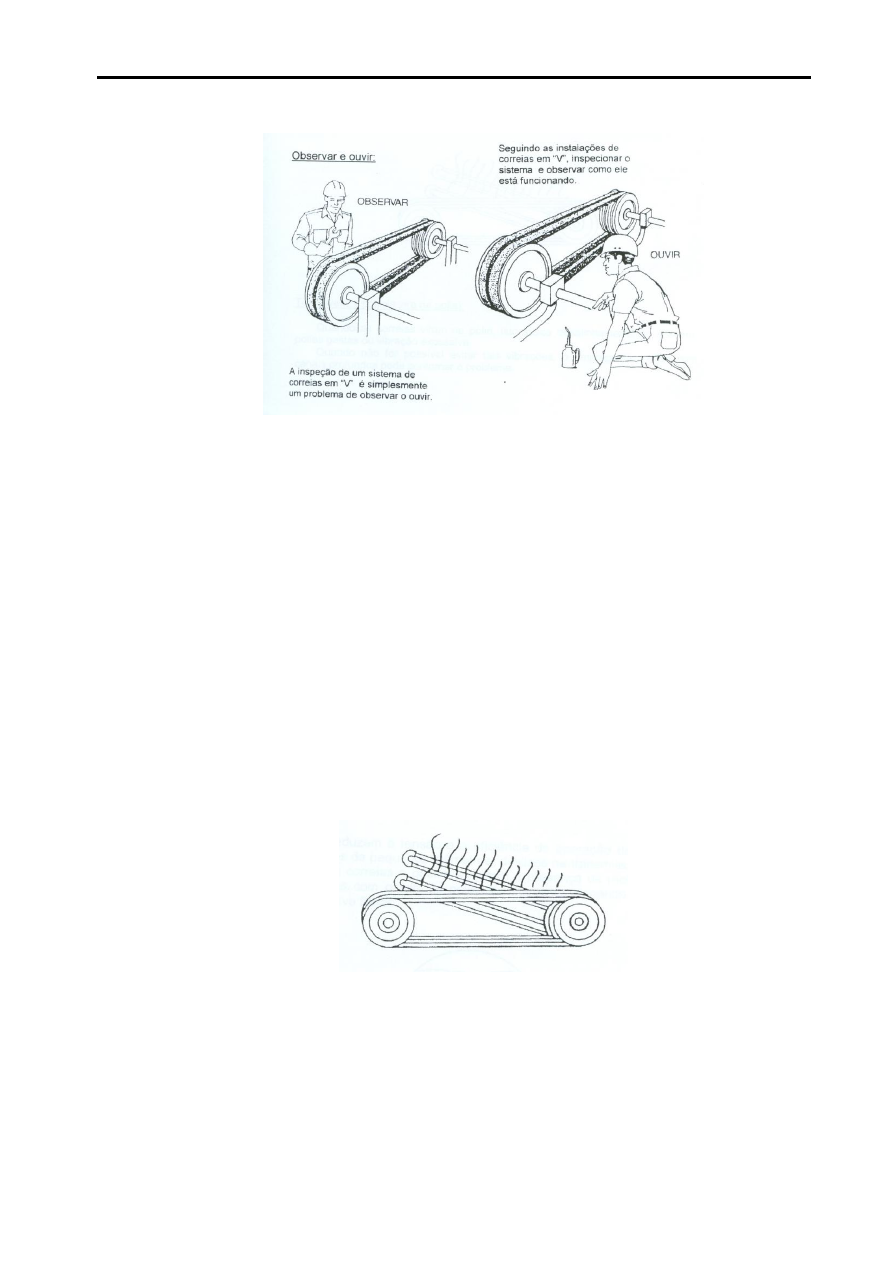 Observar e ouvir:
OBSERVAR
A inspeção de um sistema de
correias em "V" é simplesmente
um problema de observar o ouvir.
Seguindo as instalações de
correias em "V", inspecionar o
sistema e observar como ele
está funcionando.
OUVIR